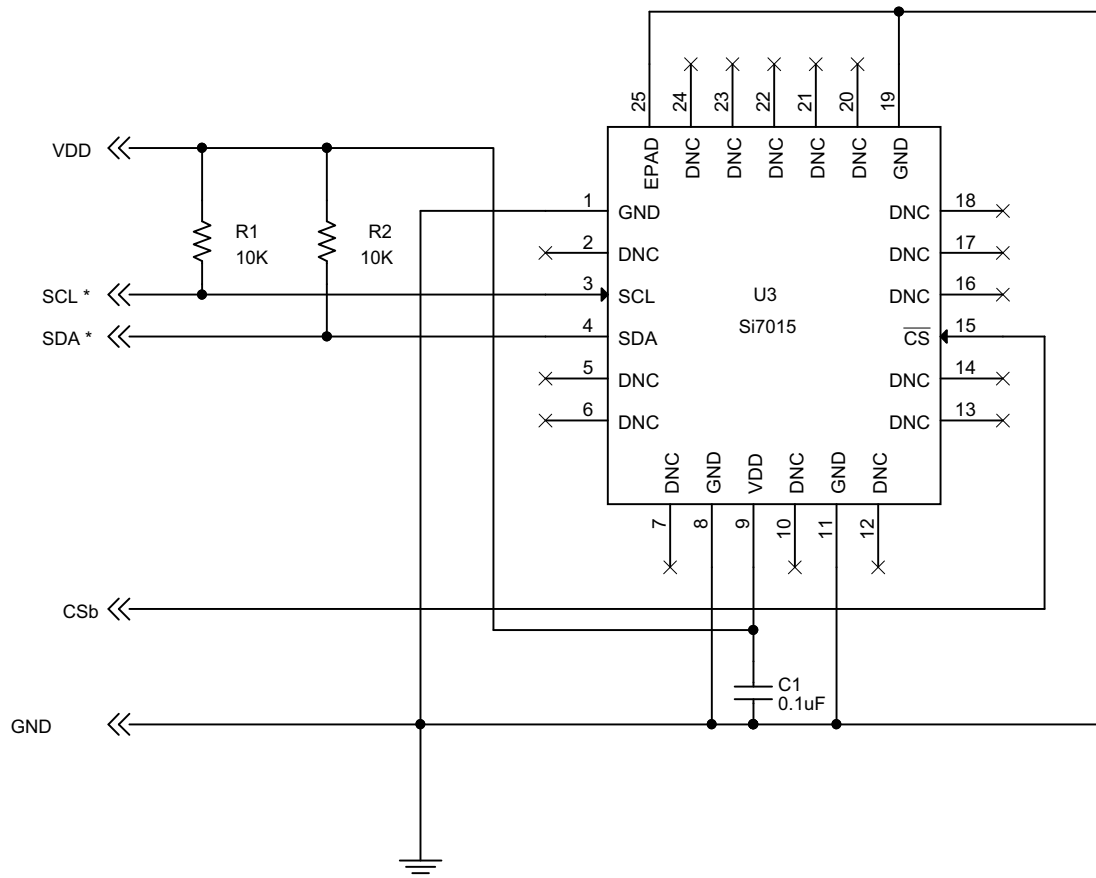 25
24
23
22
21
20
19
EPAD
DNC
DNC
DNC
DNC
DNC
GND
VDD
R1
10K
R2
10K
SCL *
SDA *
1
GND
2
DNC
3
SCL
4
SDA
5
DNC
6
DNC
U3
Si7015
DNC
18
DNC
17
DNC
16
CS
15
DNC
14
DNC
13
DNC
GND
VDD
DNC
GND
DNC
7
8
9
10
11
12
CSb
C1
0.1uF
GND